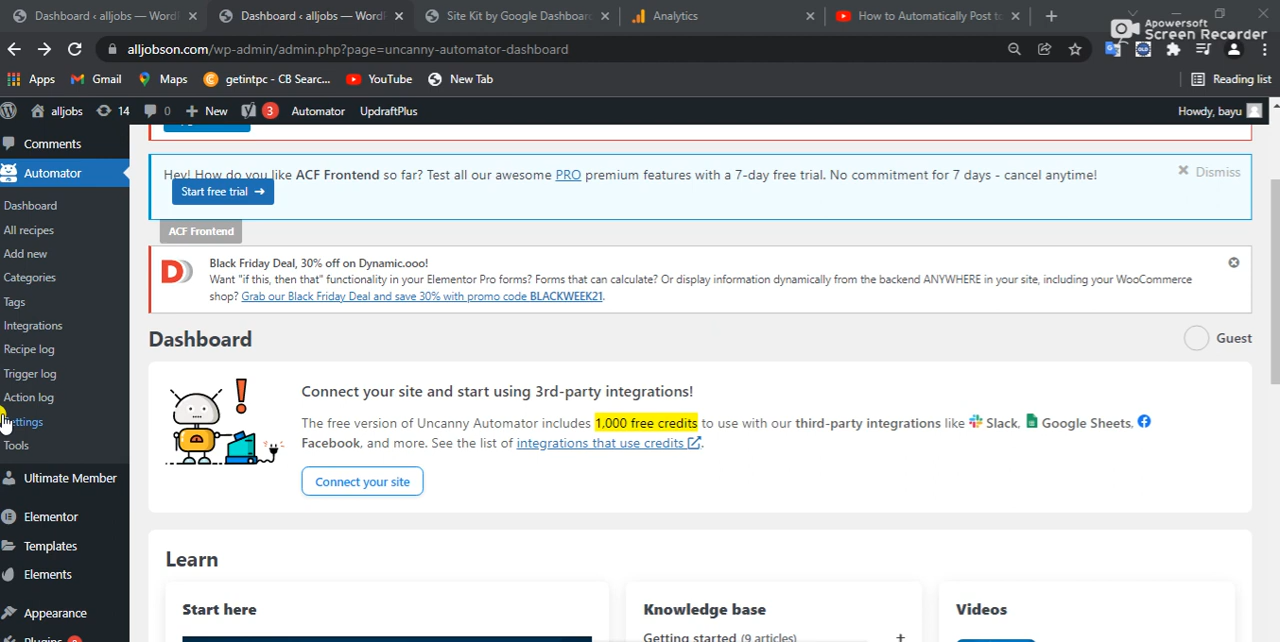 Dashboard ‹ alljobs — WordP
Dashboard ‹ alljobs — WordP
Site Kit by Google Dashboard
Analytics
How to Automatically Post to
Apowersoft
Screen Recorder
alljobson.com/wp-admin/admin.php?page=uncanny-automator-dashboard
Apps
Gmail
Maps
getintpc - CB Searc...
YouTube
New Tab
Reading list
alljobs
14
0
New
3
Automator
UpdraftPlus
Howdy, bayu
Comments
Automator
Dashboard
All recipes
Add new
Categories
Tags
Integrations
Recipe log
Trigger log
Action log
ettings
Tools
Ultimate Member
Elementor
Templates
Elements
Appearance
Plugins
Hey! How do you like ACF Frontend so far? Test all our awesome PRO premium features with a 7-day free trial. No commitment for 7 days - cancel anytime!
Dismiss
Start free trial →
ACF Frontend
Black Friday Deal, 30% off on Dynamic.ooo!
Want "if this, then that" functionality in your Elementor Pro forms? Forms that can calculate? Or display information dynamically from the backend ANYWHERE in your site, including your WooCommerce
shop? Grab our Black Friday Deal and save 30% with promo code BLACKWEEK21.
Dashboard
Guest
Connect your site and start using 3rd-party integrations!
The free version of Uncanny Automator includes 1,000 free credits to use with our third-party integrations like Slack, Google Sheets,
Facebook, and more. See the list of integrations that use credits.
Connect your site
Learn
Start here
Knowledge base
Getting started (9 articles)
Videos